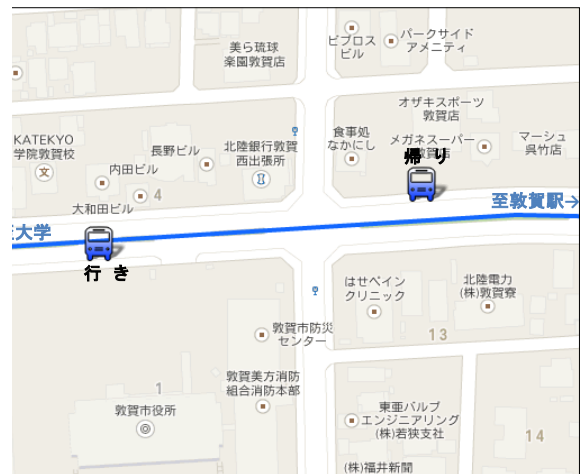 美ら琉球
楽園敦賀店
ビブロス
ビル
パークサイド
アメニティ
オザキスポーツ
敦賀店
KATEKYO
学院敦賀校
長野ビル
内田ビル
北陸銀行敦賀
西出張所
食事処
なかにし
メガネスーパー
敦賀店
マーシュ
呉竹店
帰り
4
大和田ビル
至敦賀駅→
大学
行き
はせペイン
クリニック
北陸電力
(株)敦賀寮
敦賀市防災
センター
13
敦賀美方消防
組合消防本部
1
敦賀市役所
東亜バルブ
エンジニアリング
(株)若狭支社
14
(株)福井新聞